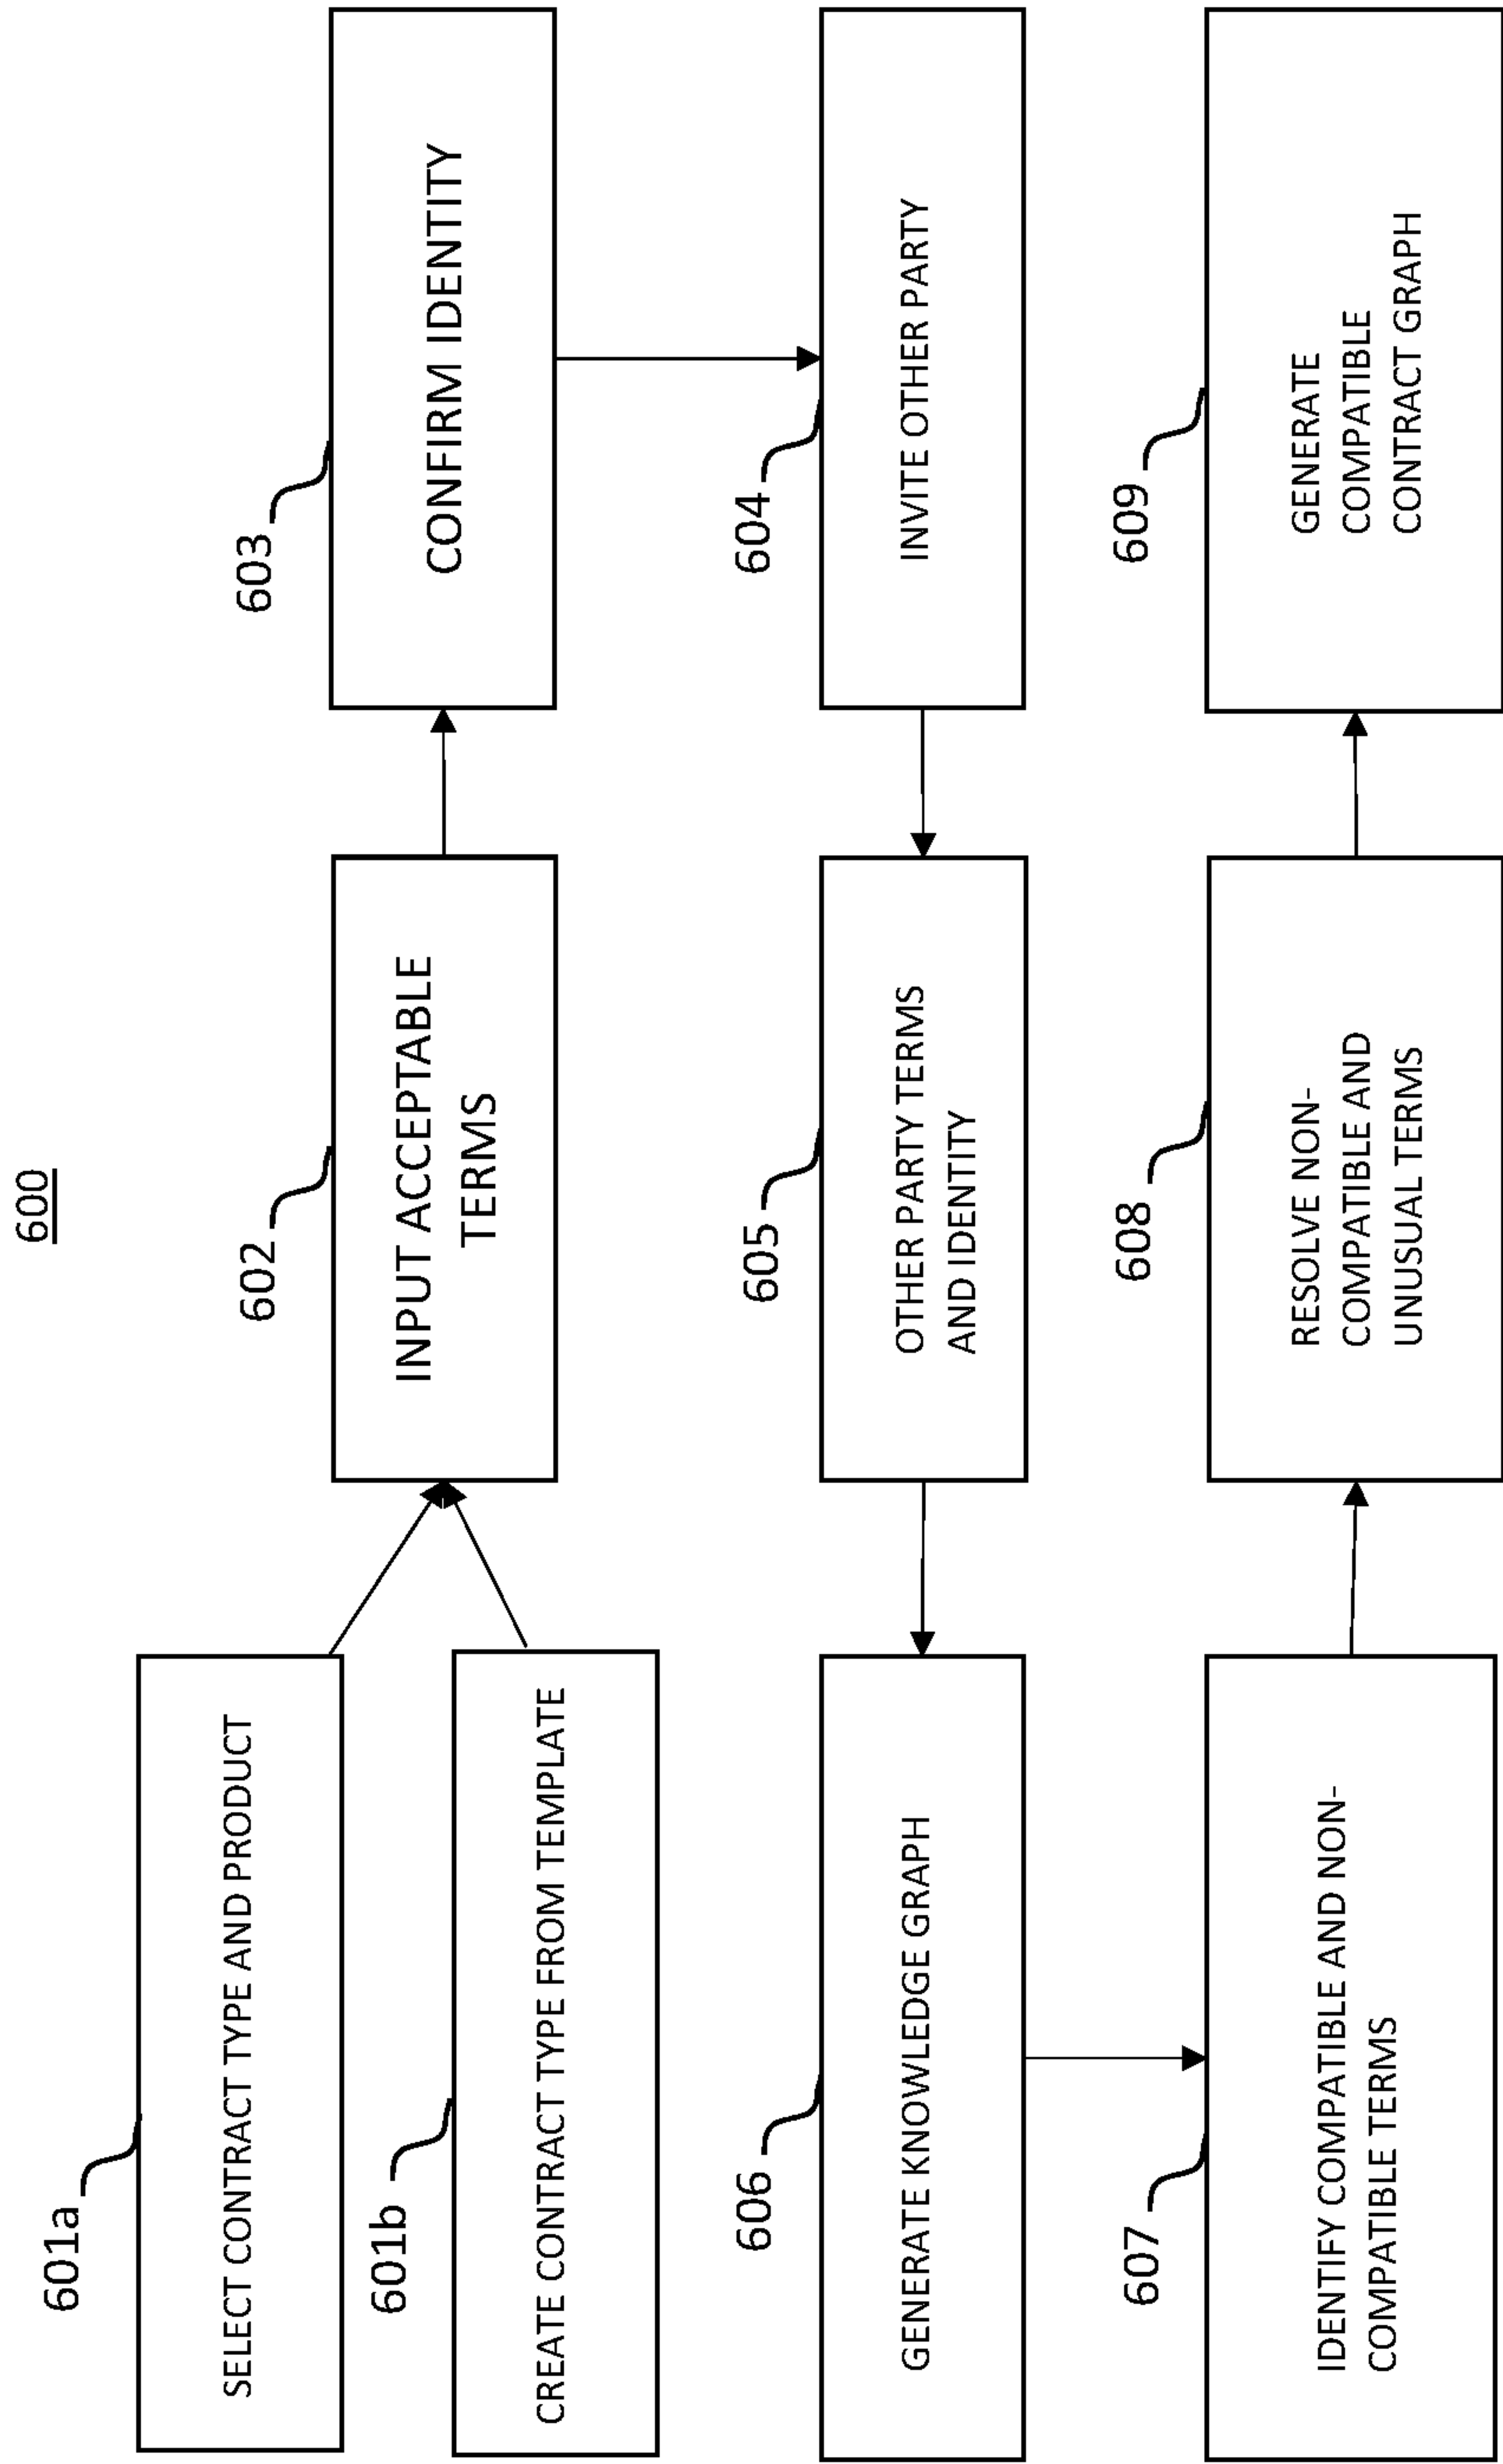 600
601a
SELECT CONTRACT TYPE AND PRODUCT
601b
CREATE CONTRACT TYPE FROM TEMPLATE
602
INPUT ACCEPTABLE
TERMS
603
CONFIRM IDENTITY
604
INVITE OTHER PARTY
605
OTHER PARTY TERMS
AND IDENTITY
606
GENERATE KNOWLEDGE GRAPH
607
IDENTIFY COMPATIBLE AND NON-
COMPATIBLE TERMS
608
RESOLVE NON-
COMPATIBLE AND
UNUSUAL TERMS
609
GENERATE
COMPATIBLE
CONTRACT GRAPH